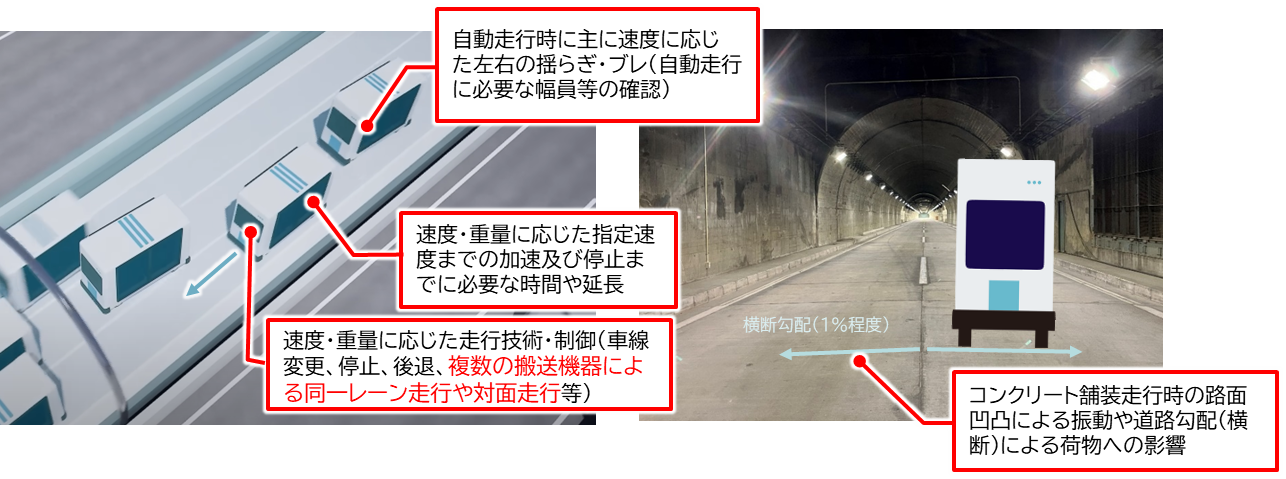 自動走行時に主に速度に応じ
た左右の揺らぎ・ブレ（自動走行
に必要な幅員等の確認）
速度・重量に応じた指定速
度までの加速及び停止ま
でに必要な時間や延長
速度・重量に応じた走行技術・制御（車線
変更、停止、後退、複数の搬送機器によ
る同一レーン走行や対面走行等）
横断勾配（1％程度）
コンクリート舗装走行時の路面
凹凸による振動や道路勾配（横
断）による荷物への影響